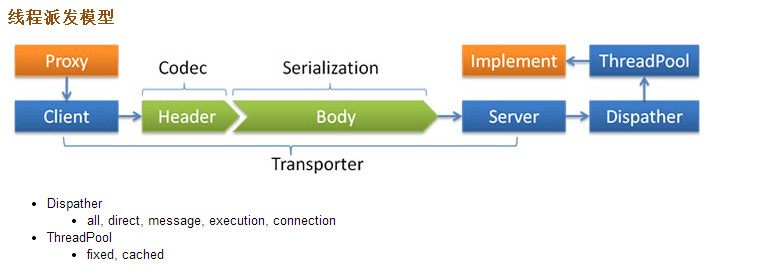 线程派发模型
Proxy Codec Serialization Implement ThreadPool
Client Header Body Server Dispather
Transporter
Dispather
all, direct, message, execution, connection
ThreadPool
fixed, cached